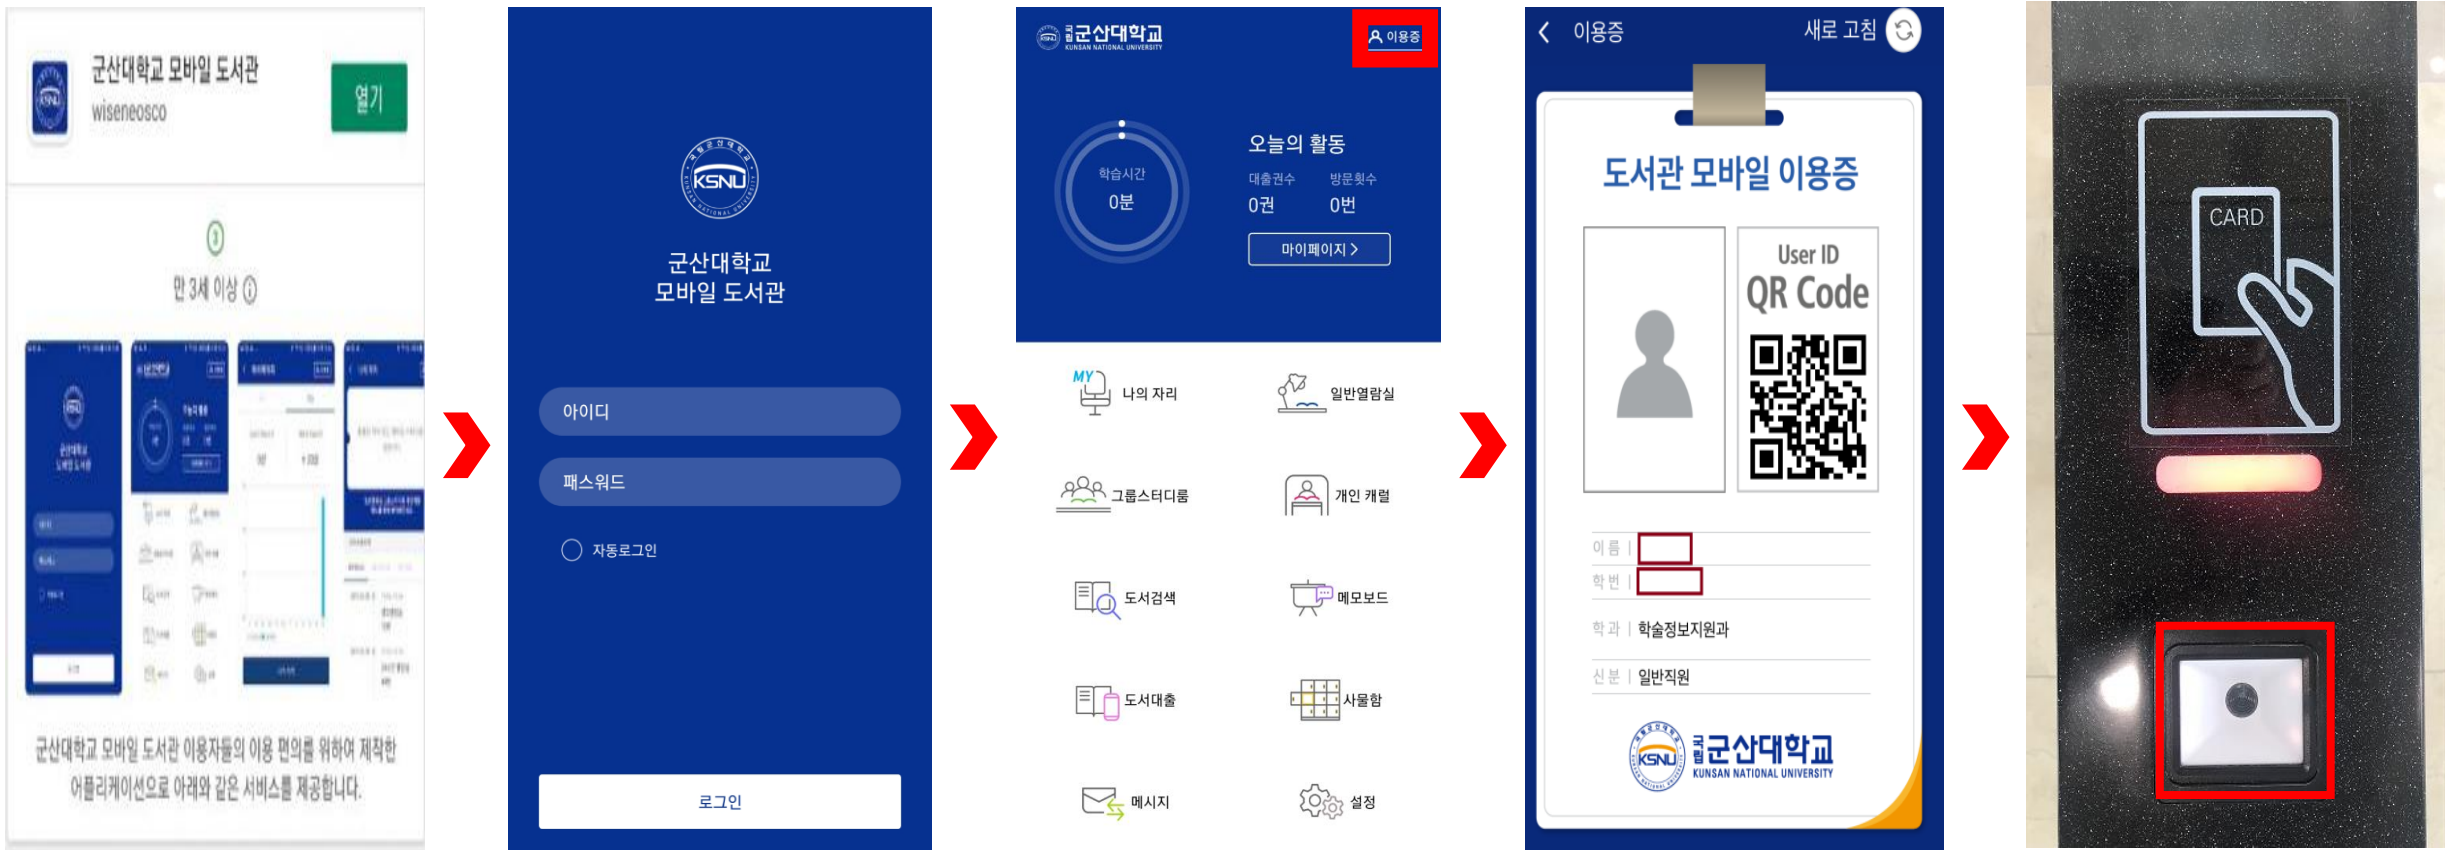 군산대학교 모바일 도서관
wiseneosco
열기
3
만 3세 이상
군산대학교 모바일 도서관 이용자들의 이용 편의를 위하여 제작한
어플리케이션으로 아래와 같은 서비스를 제공합니다.
KSNU
군산대학교
모바일 도서관
아이디
패스워드
자동로그인
로그인
국립군산대학교
KUNSAN NATIONAL UNIVERSITY
이용증
학습시간
0분
오늘의 활동
대출권수 방문횟수
0권 0번
마이페이지 >
MY 나의 자리
일반열람실
그룹스터디룸
개인 캐럴
도서검색
메모보드
도서대출
사물함
메시지
설정
이용증
새로 고침
도서관 모바일 이용증
User ID
QR Code
이름 |
학번 |
학과 | 학술정보지원과
신분 | 일반직원
KSNU
국립군산대학교
KUNSAN NATIONAL UNIVERSITY
CARD